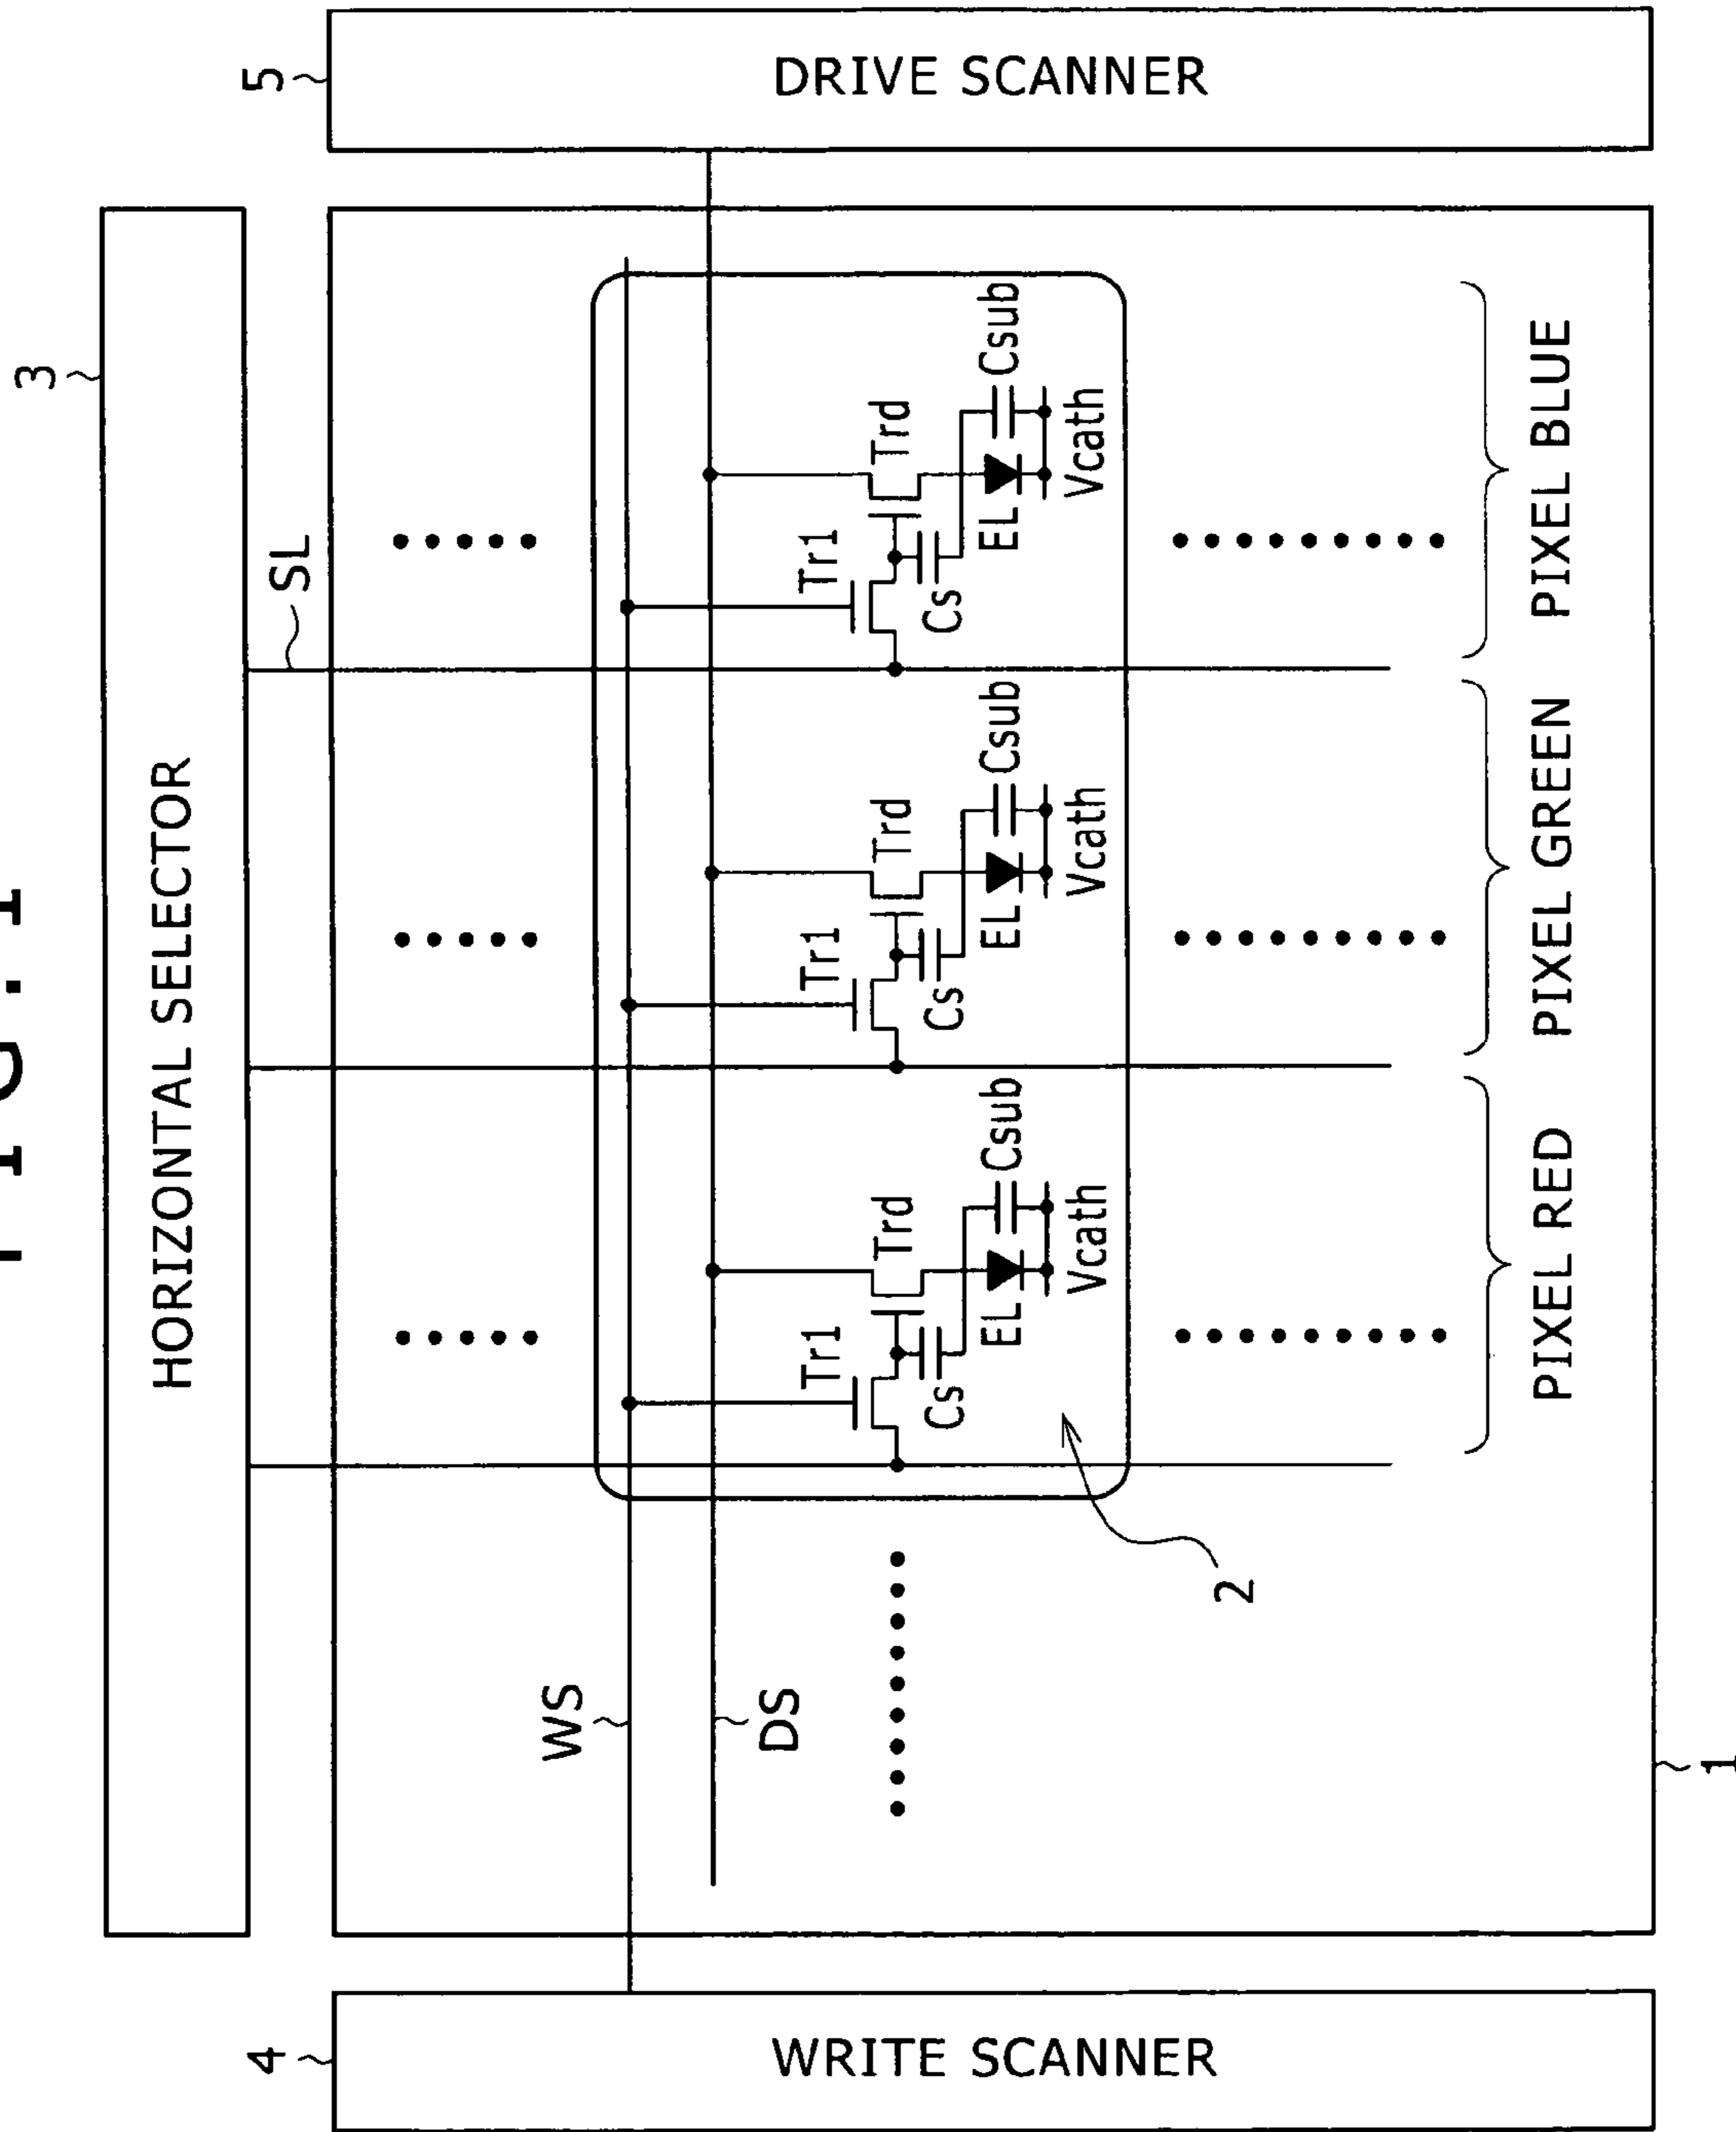 FIG. 1
3
HORIZONTAL SELECTOR
4
5
SL
WRITE SCANNER
DRIVE SCANNER
WS
DS
Tr1
Trd
Cs
EL
Csub
Vcath
Tr1
Trd
Cs
EL
Csub
Vcath
Tr1
Trd
Cs
EL
Csub
Vcath
2
PIXEL RED
PIXEL GREEN
PIXEL BLUE
1